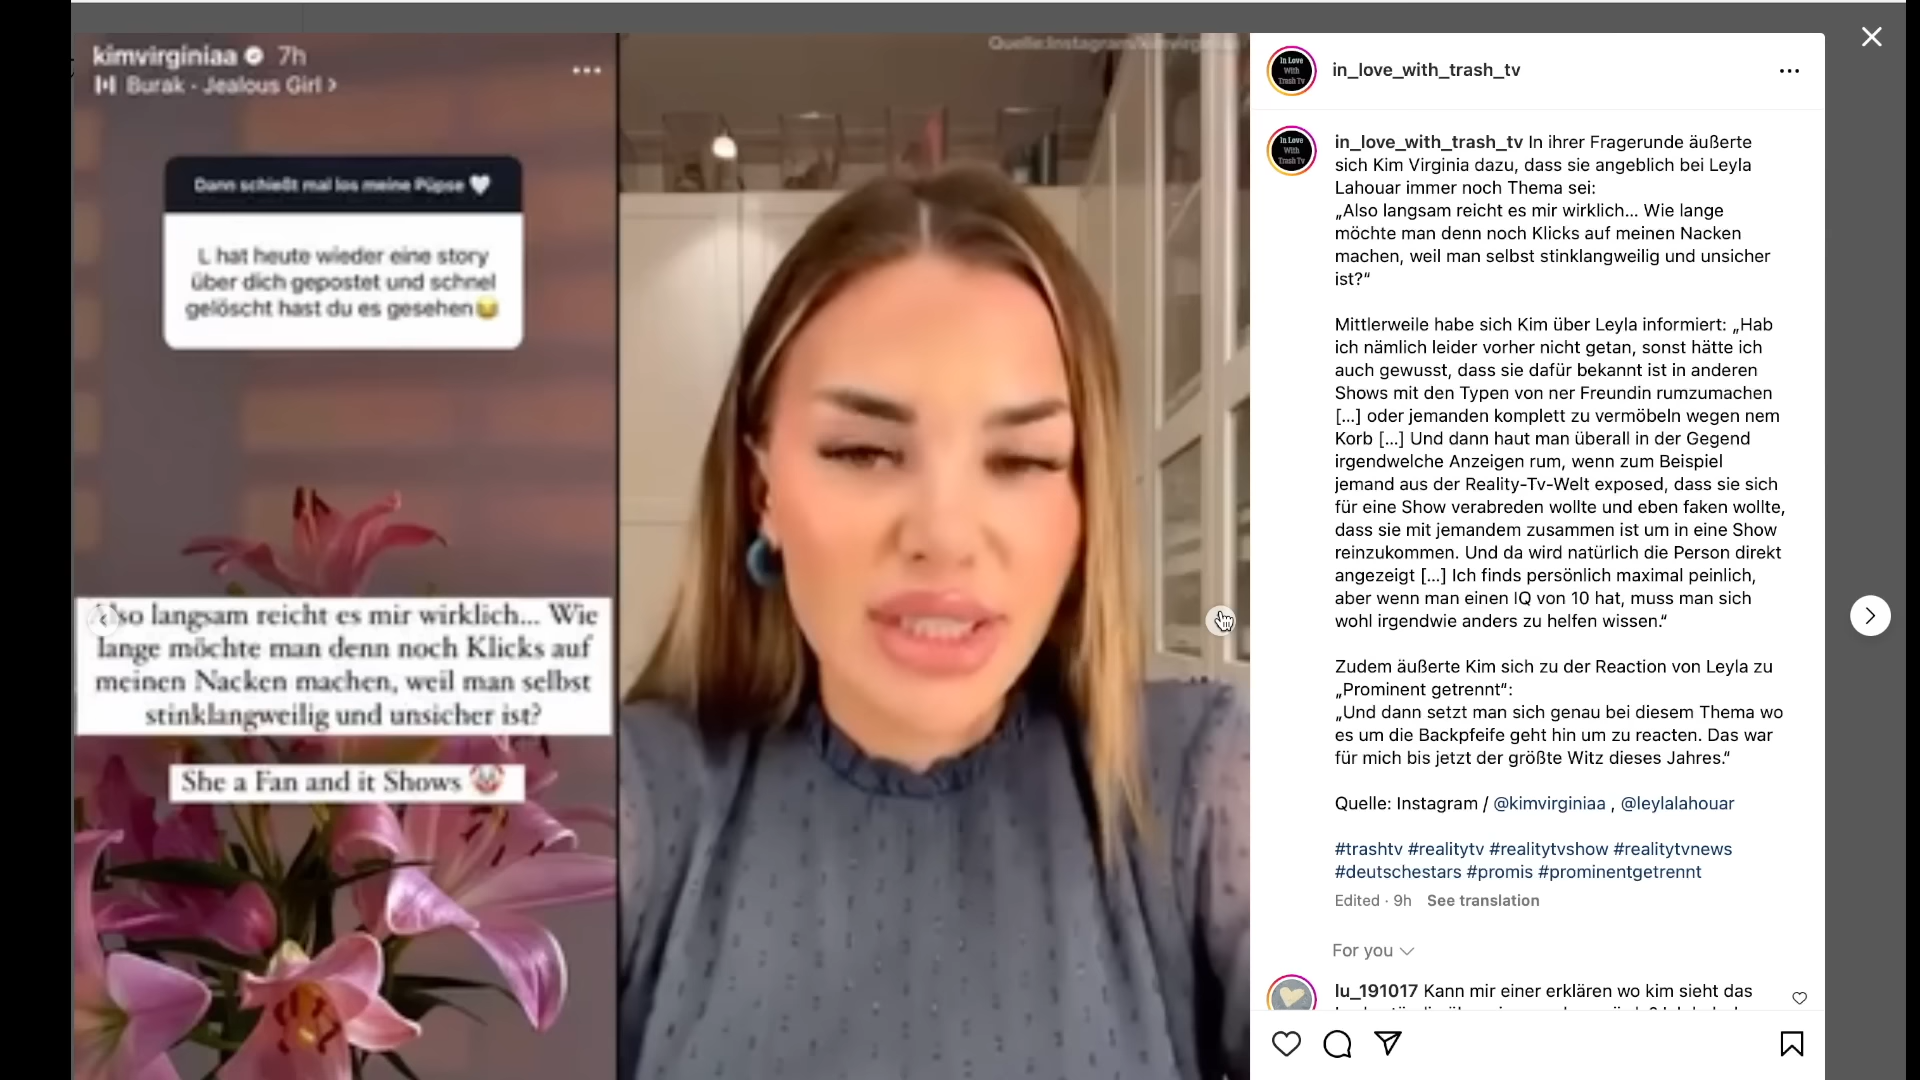 kimvirginiaa 7h
Burak - Jealous Girl >
Dann schießt mal los meine Püpse 🤍
L hat heute wieder eine story
über dich gepostet und schnel
gelöscht hast du es gesehen😂
lso langsam reicht es mir wirklich... Wie
lange möchte man denn noch Klicks auf
meinen Nacken machen, weil man selbst
stinklangweilig und unsicher ist?
She a Fan and it Shows 🤡
Quelle:Instagram/kimvirginiaa
In Love
With
Trash Tv
in_love_with_trash_tv
In Love
With
Trash Tv
in_love_with_trash_tv In ihrer Fragerunde äußerte
sich Kim Virginia dazu, dass sie angeblich bei Leyla
Lahouar immer noch Thema sei:
„Also langsam reicht es mir wirklich... Wie lange
möchte man denn noch Klicks auf meinen Nacken
machen, weil man selbst stinklangweilig und unsicher
ist?“
Mittlerweile habe sich Kim über Leyla informiert: „Hab
ich nämlich leider vorher nicht getan, sonst hätte ich
auch gewusst, dass sie dafür bekannt ist in anderen
Shows mit den Typen von ner Freundin rumzumachen
[...] oder jemanden komplett zu vermöbeln wegen nem
Korb [...] Und dann haut man überall in der Gegend
irgendwelche Anzeigen rum, wenn zum Beispiel
jemand aus der Reality-Tv-Welt exposed, dass sie sich
für eine Show verabreden wollte und eben faken wollte,
dass sie mit jemandem zusammen ist um in eine Show
reinzukommen. Und da wird natürlich die Person direkt
angezeigt [...] Ich finds persönlich maximal peinlich,
aber wenn man einen IQ von 10 hat, muss man sich
wohl irgendwie anders zu helfen wissen.“
Zudem äußerte Kim sich zu der Reaction von Leyla zu
„Prominent getrennt“:
„Und dann setzt man sich genau bei diesem Thema wo
es um die Backpfeife geht hin um zu reacten. Das war
für mich bis jetzt der größte Witz dieses Jahres.“
Quelle: Instagram / @kimvirginiaa , @leylalahouar
#trashtv #realitytv #realitytvshow #realitytvnews
#deutschestars #promis #prominentgetrennt
Edited · 9h See translation
For you
lu_191017 Kann mir einer erklären wo kim sieht das